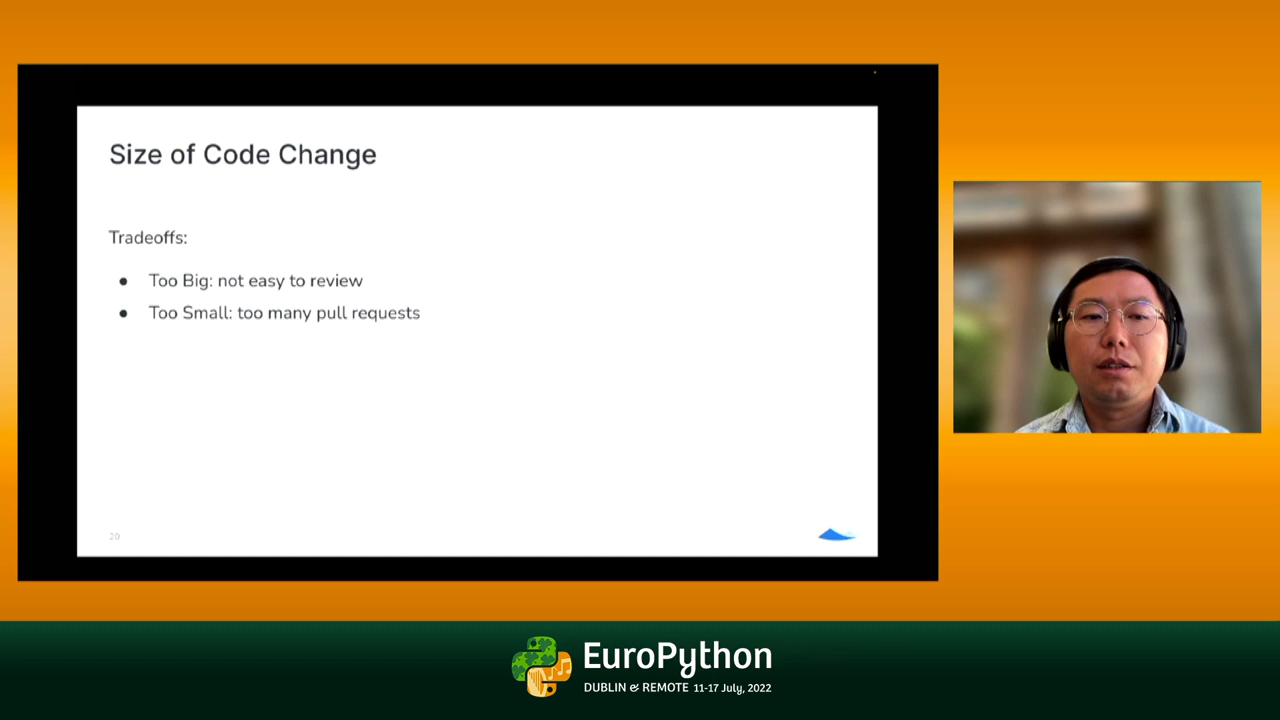 Size of Code Change
Tradeoffs:
● Too Big: not easy to review
● Too Small: too many pull requests
20
EuroPython
DUBLIN & REMOTE 11-17 July, 2022